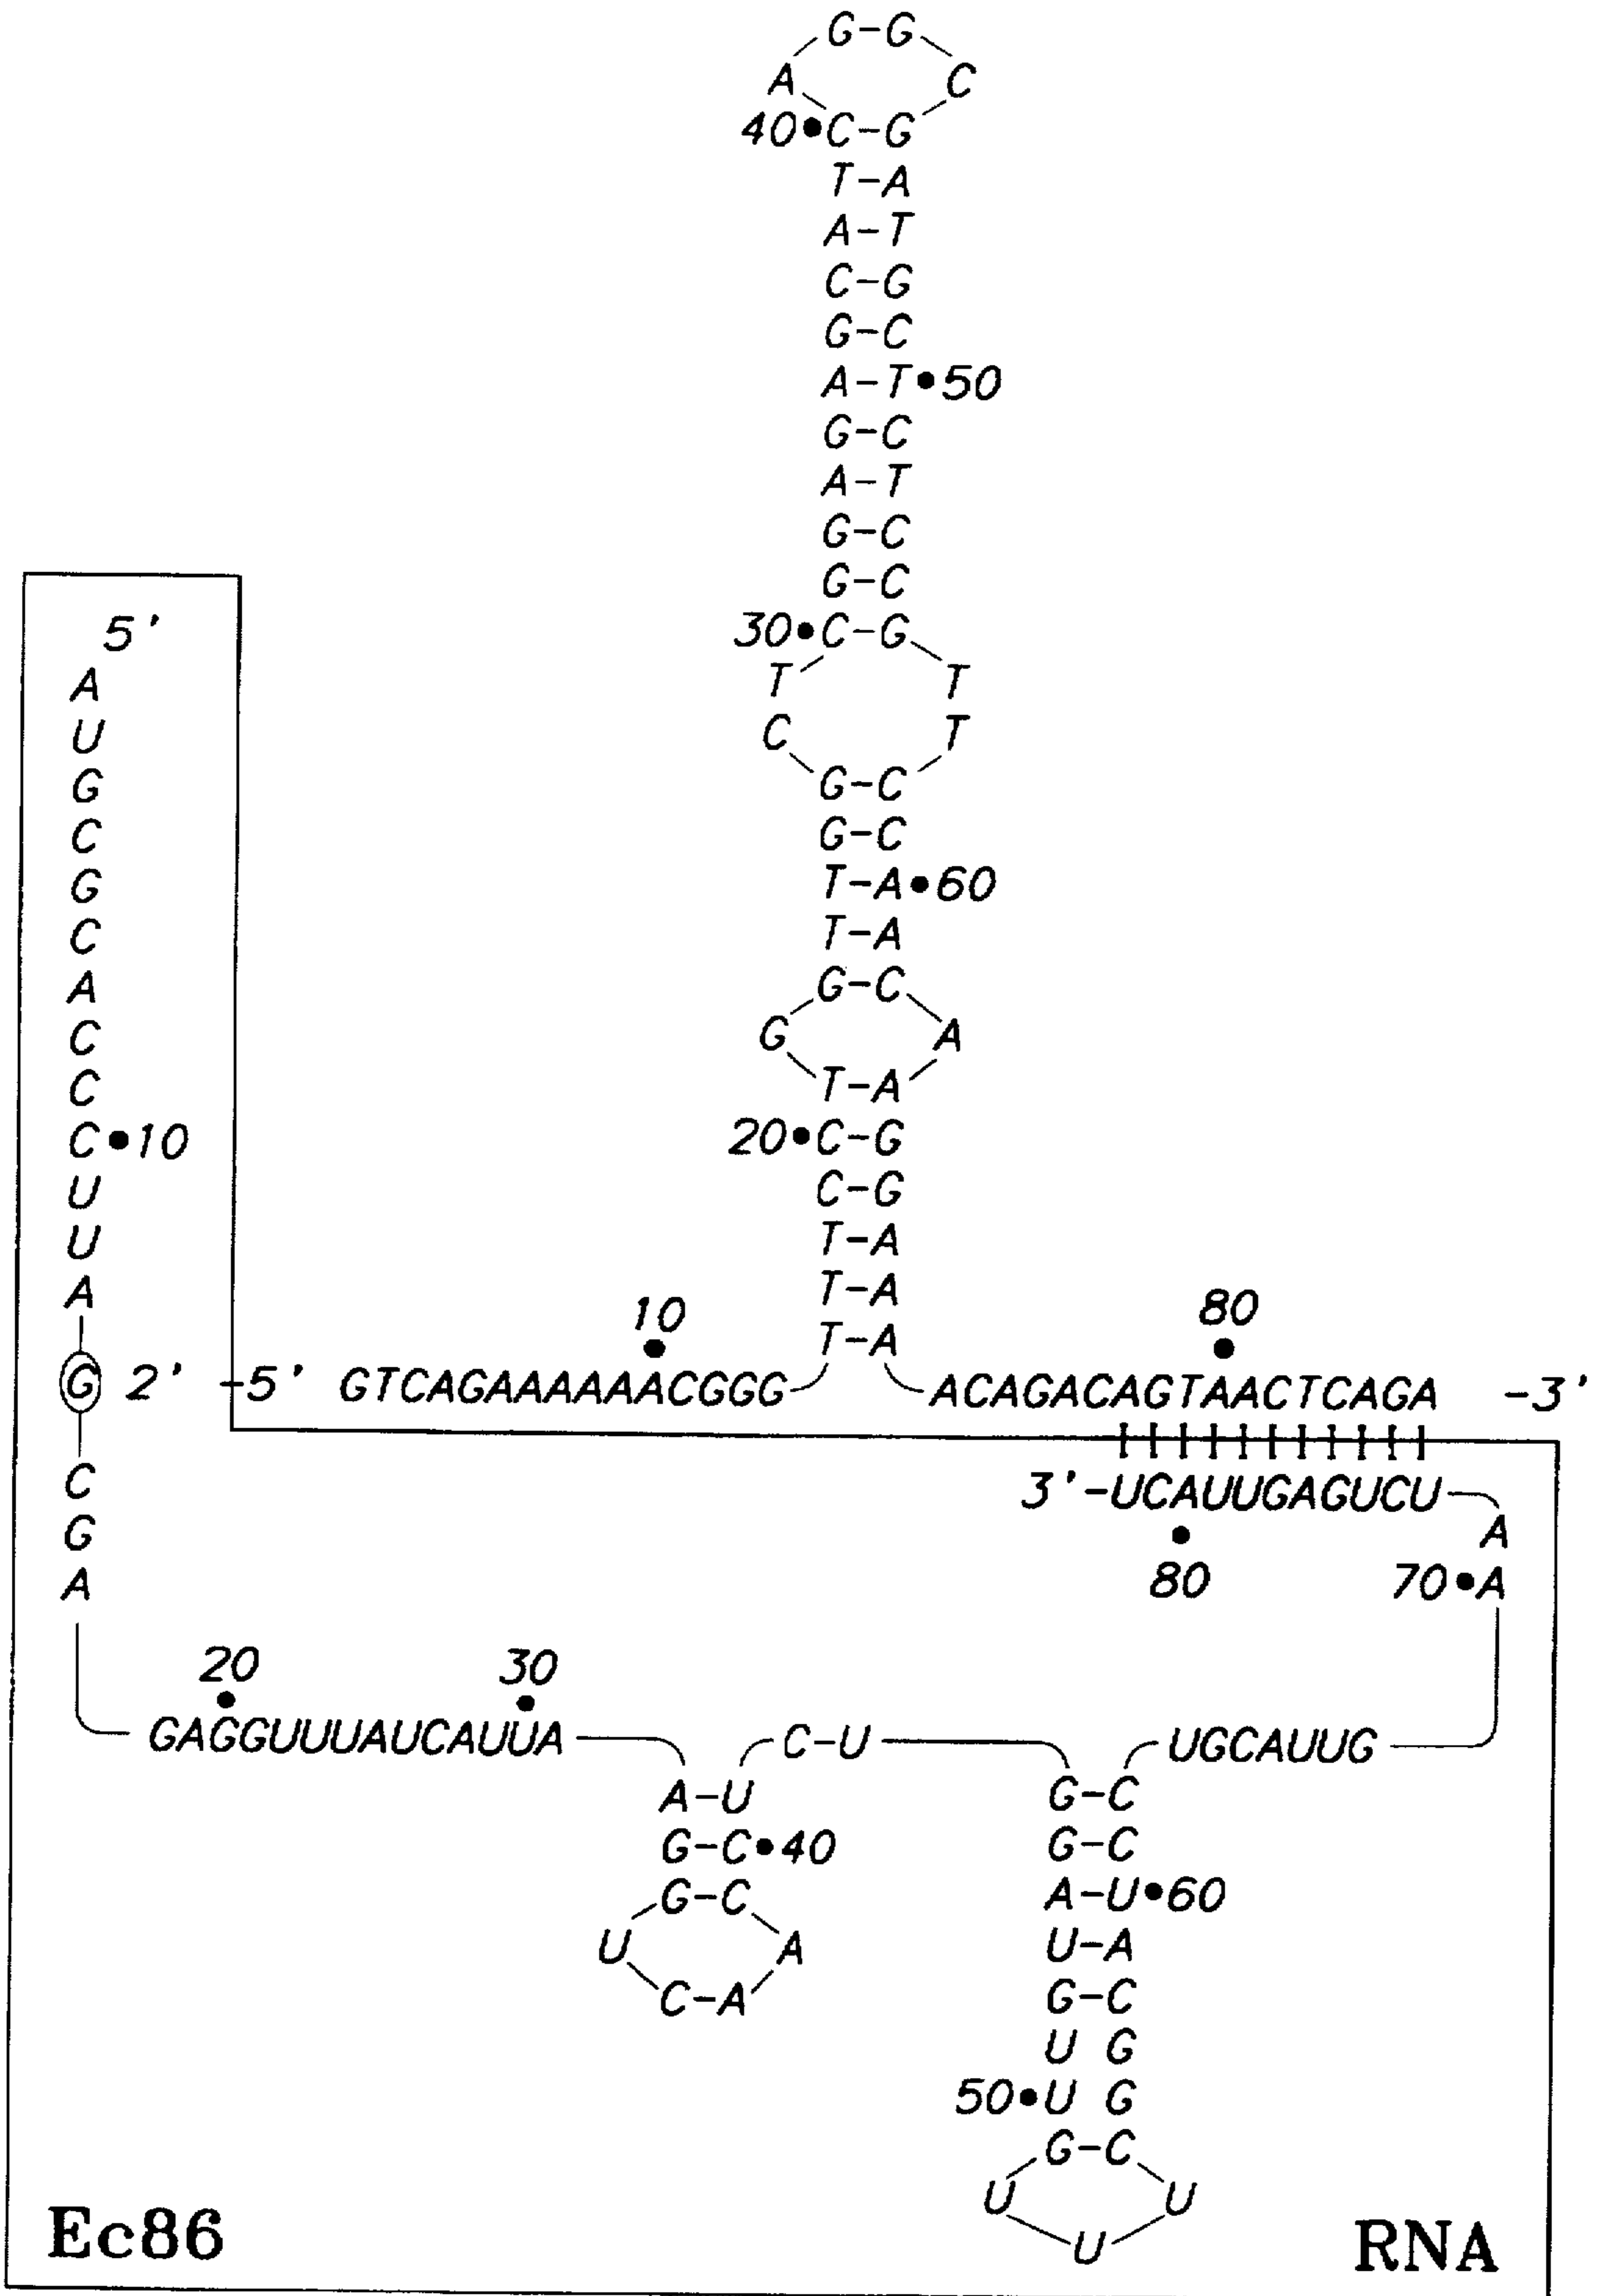 G-G
A C
40•C-G
T-A
A-T
C-G
G-C
A-T•50
G-C
A-T
G-C
G-C
30•C-G
T T
C T
G-C
G-C
T-A•60
T-A
G-C
G A
T-A
20•C-G
C-G
T-A
T-A
T-A
5'
A
U
G
C
G
C
A
C
C
C•10
U
U
A
G 2' -5' GTCAGAAAAAACGGG ACAGACAGTAACTCAGA -3'
10 80
C
G
A
3'-UCAUUGAGUCU
80
A
70•A
20 30
GAGGUUUAUCAUUA C-U UGCAUUG
A-U
G-C•40
G-C
U A
C-A
G-C
G-C
A-U•60
U-A
G-C
U G
50•U G
G-C
U U
U
Ec86
RNA